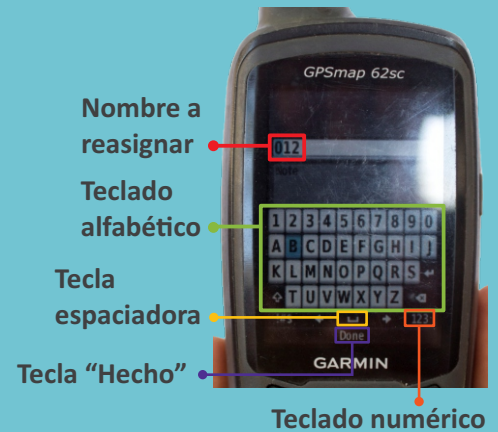 GPSmap 62sc
Nombre a
reasignar
012
Note
Teclado
alfabético
1 2 3 4 5 6 7 8 9 0
A B C D E F G H I J
K L M N O P Q R S
T U V W X Y Z
Tecla
espaciadora
123
Done
Tecla “Hecho”
GARMIN
Teclado numérico